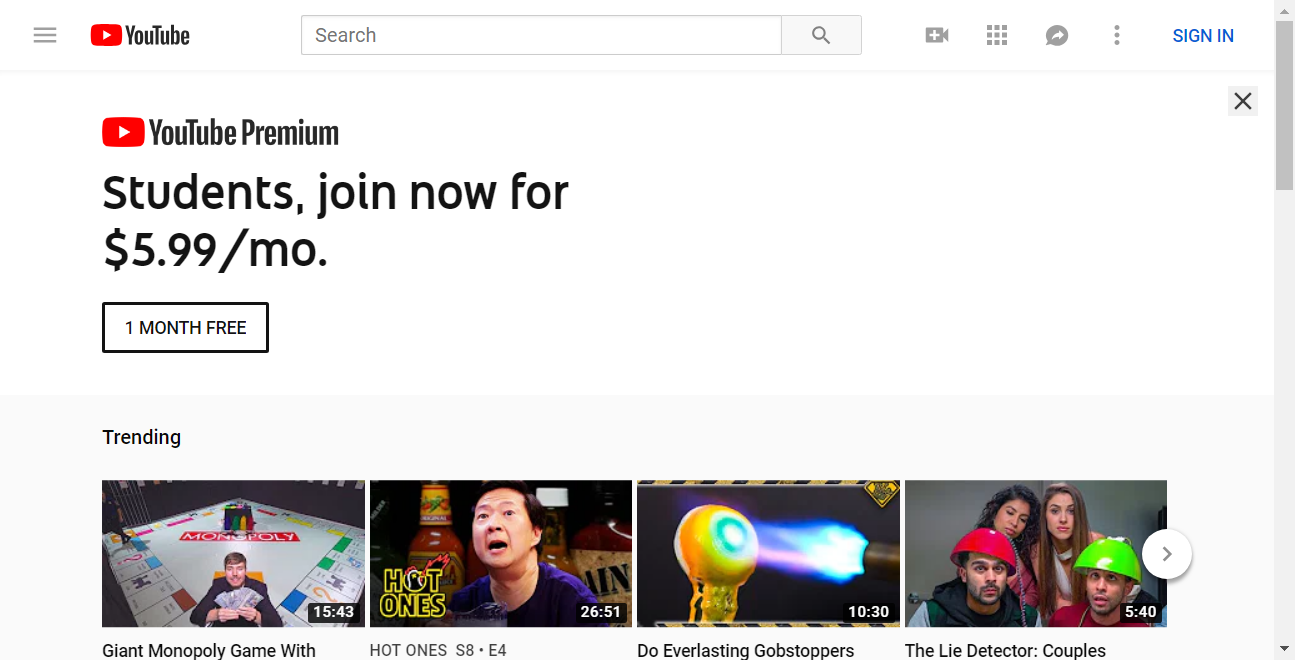 YouTube
Search
SIGN IN
YouTube Premium
Students, join now for
$5.99/mo.
1 MONTH FREE
Trending
MONOPOLY
15:43
HOT
ONES
26:51
10:30
5:40
Giant Monopoly Game With
HOT ONES S8 • E4
Do Everlasting Gobstoppers
The Lie Detector: Couples